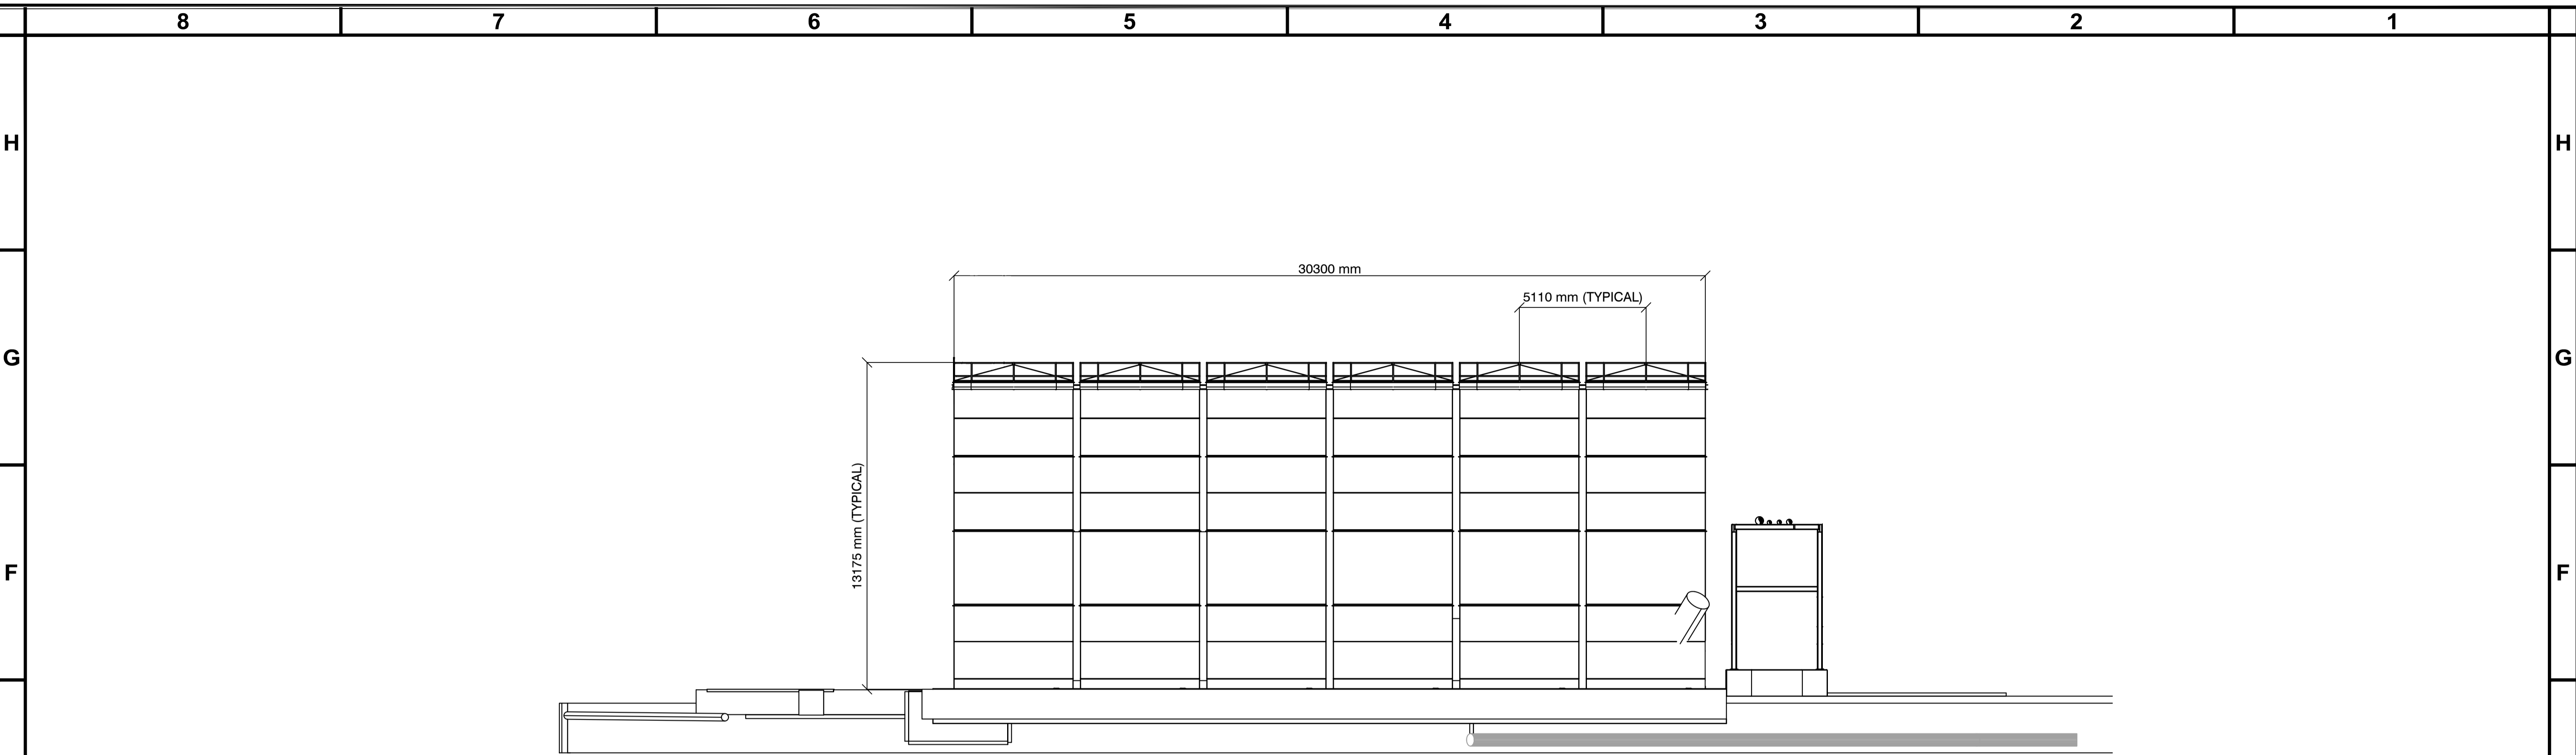 8 7 6 5 4 3 2 1
H H
30300 mm
5110 mm (TYPICAL)
G G
13175 mm (TYPICAL)
F F